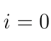 i = 0